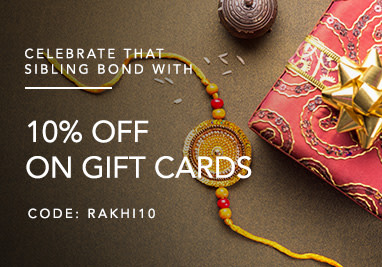 CELEBRATE THAT
SIBLING BOND WITH
10% OFF
ON GIFT CARDS
CODE: RAKHI10